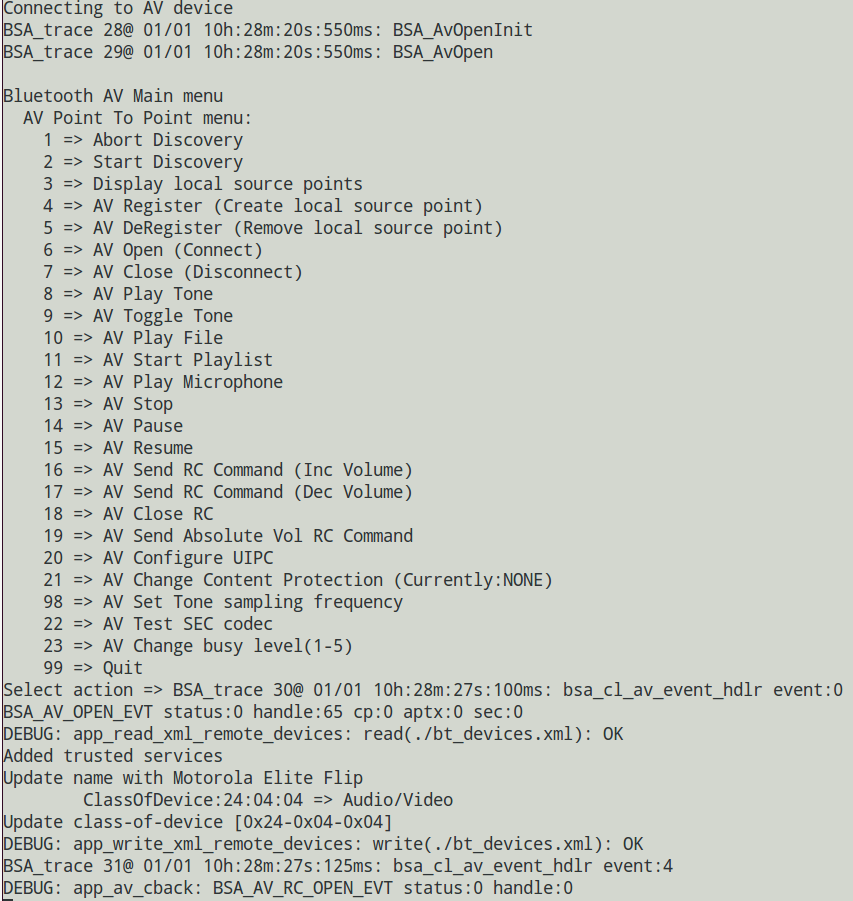 Connecting to AV device
BSA_trace 28@ 01/01 10h:28m:20s:550ms: BSA_AvOpenInit
BSA_trace 29@ 01/01 10h:28m:20s:550ms: BSA_AvOpen

Bluetooth AV Main menu
  AV Point To Point menu:
    1 => Abort Discovery
    2 => Start Discovery
    3 => Display local source points
    4 => AV Register (Create local source point)
    5 => AV DeRegister (Remove local source point)
    6 => AV Open (Connect)
    7 => AV Close (Disconnect)
    8 => AV Play Tone
    9 => AV Toggle Tone
    10 => AV Play File
    11 => AV Start Playlist
    12 => AV Play Microphone
    13 => AV Stop
    14 => AV Pause
    15 => AV Resume
    16 => AV Send RC Command (Inc Volume)
    17 => AV Send RC Command (Dec Volume)
    18 => AV Close RC
    19 => AV Send Absolute Vol RC Command
    20 => AV Configure UIPC
    21 => AV Change Content Protection (Currently:NONE)
    98 => AV Set Tone sampling frequency
    22 => AV Test SEC codec
    23 => AV Change busy level(1-5)
    99 => Quit
Select action => BSA_trace 30@ 01/01 10h:28m:27s:100ms: bsa_cl_av_event_hdlr event:0
BSA_AV_OPEN_EVT status:0 handle:65 cp:0 aptx:0 sec:0
DEBUG: app_read_xml_remote_devices: read(./bt_devices.xml): OK
Added trusted services
Update name with Motorola Elite Flip
        ClassOfDevice:24:04:04 => Audio/Video
Update class-of-device [0x24-0x04-0x04]
DEBUG: app_write_xml_remote_devices: write(./bt_devices.xml): OK
BSA_trace 31@ 01/01 10h:28m:27s:125ms: bsa_cl_av_event_hdlr event:4
DEBUG: app_av_cback: BSA_AV_RC_OPEN_EVT status:0 handle:0